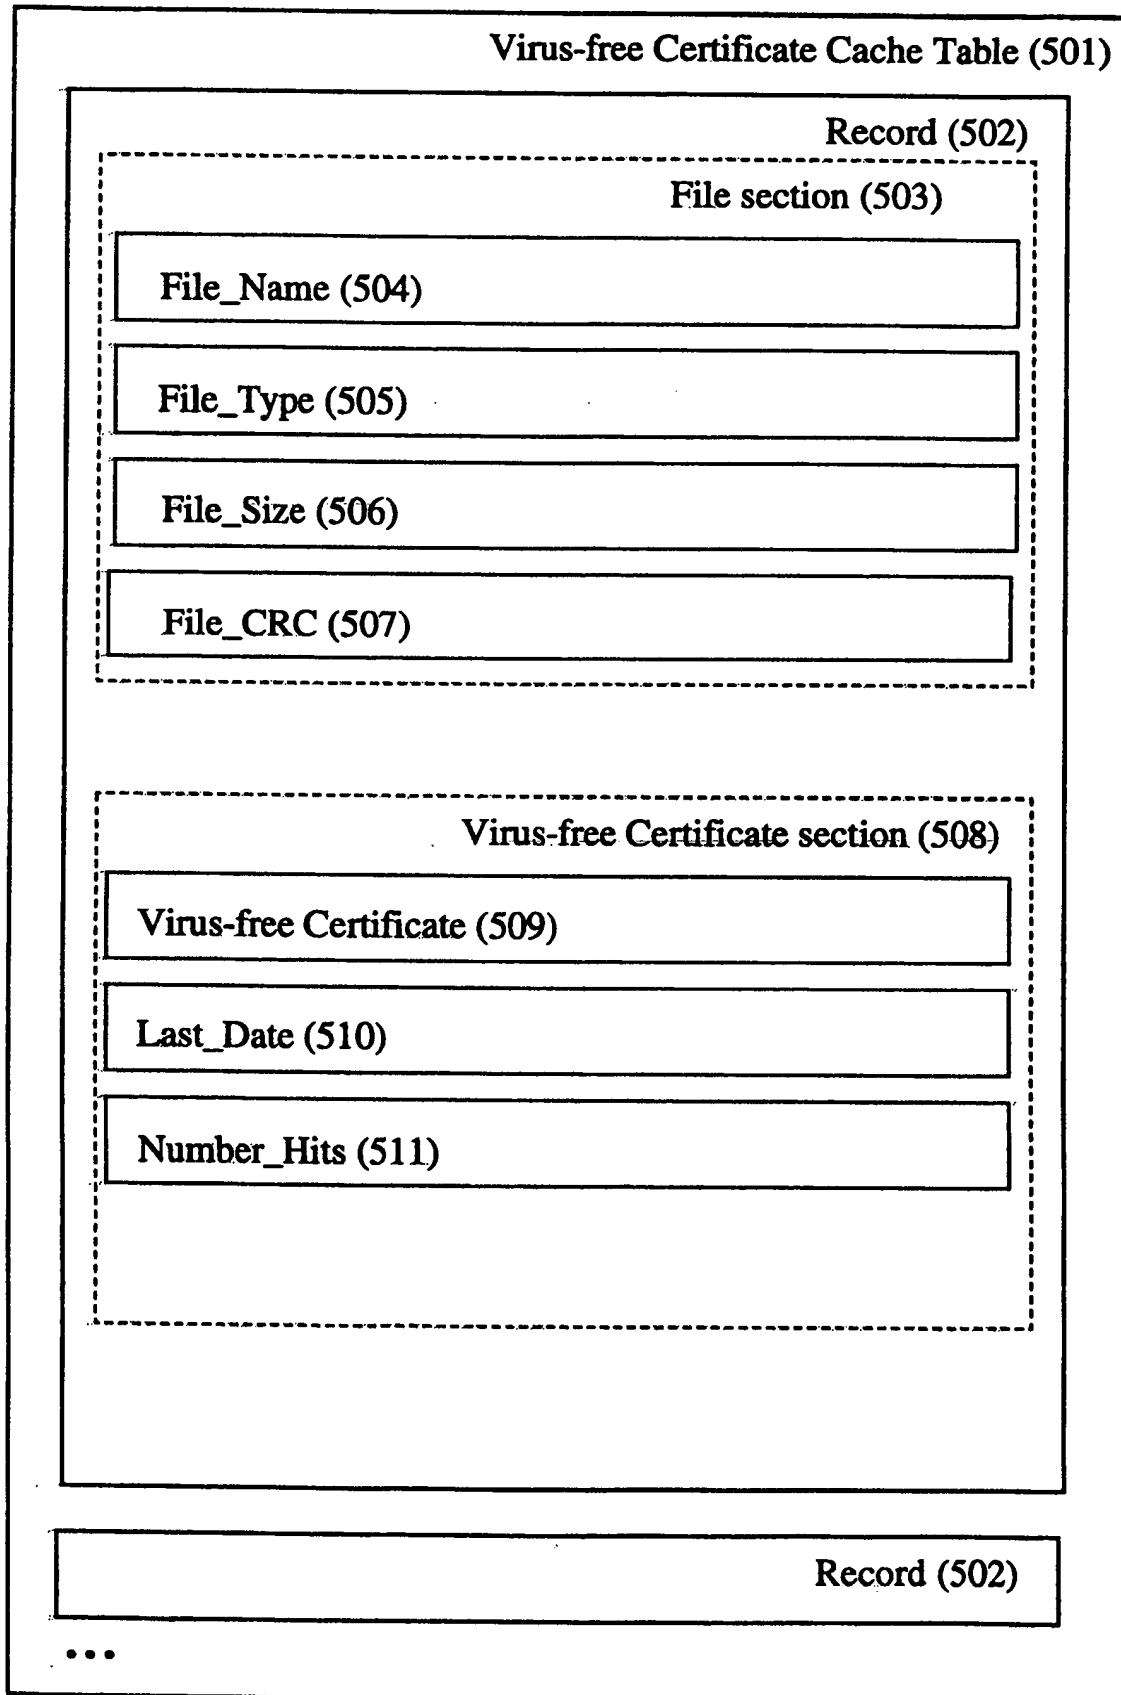 Virus-free Certificate Cache Table (501)
Record (502)
File section (503)
File_Name (504)
File_Type (505)
File_Size (506)
File_CRC (507)
Virus-free Certificate section (508)
Virus-free Certificate (509)
Last_Date (510)
Number_Hits (511)
Record (502)
...